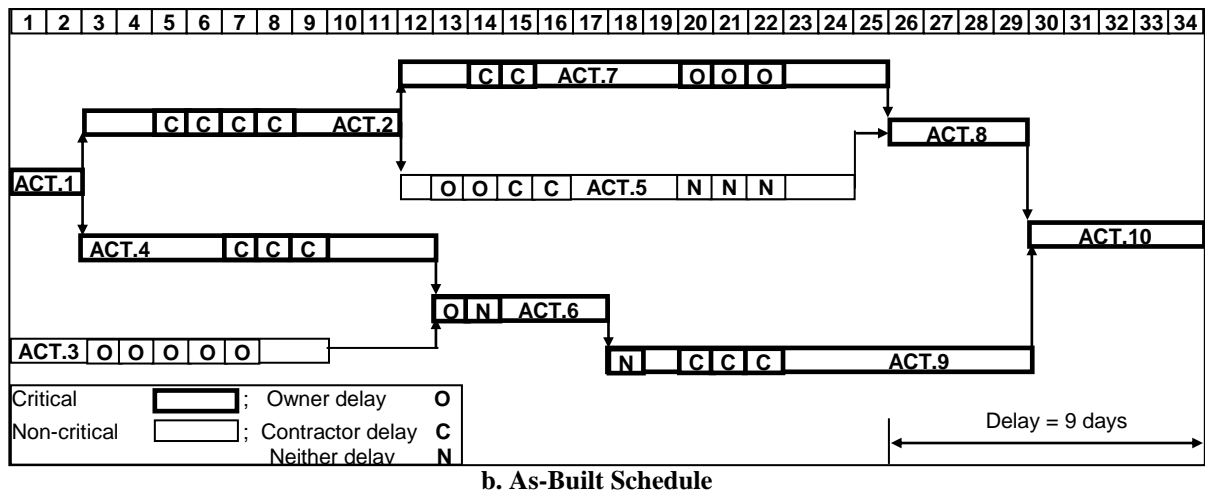 1 2 3 4 5 6 7 8 9 10 11 12 13 14 15 16 17 18 19 20 21 22 23 24 25 26 27 28 29 30 31 32 33 34
C C ACT.7 O O O
C C C C ACT.2
ACT.8
ACT.1
O O C C ACT.5 N N N
ACT.4 C C C
ACT.10
O N ACT.6
ACT.3 O O O O O
N C C C ACT.9
Critical ; Owner delay O
Non-critical ; Contractor delay C
Neither delay N
Delay = 9 days
b. As-Built Schedule